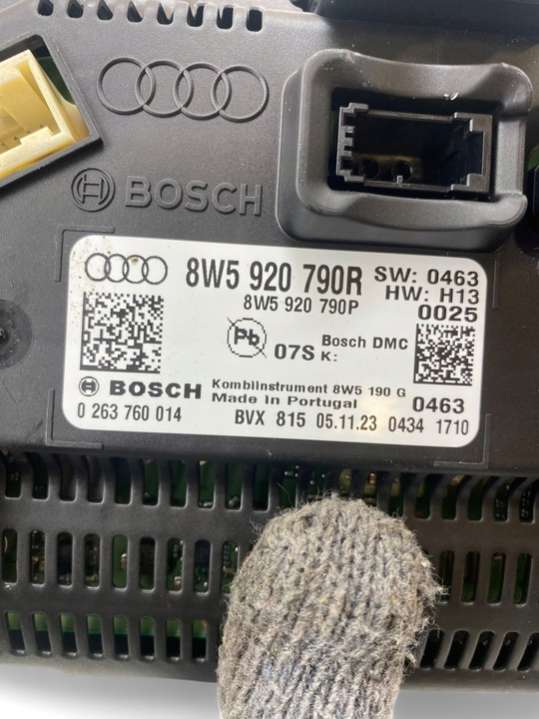 BOSCH
8W5 920 790R SW: 0463
HW: H13
8W5 920 790P 0025
Pb 07S Bosch DMC
K:
BOSCH Kombiinstrument 8W5 190 G
Made In Portugal 0463
0 263 760 014 BVX 815 05.11.23 0434 1710